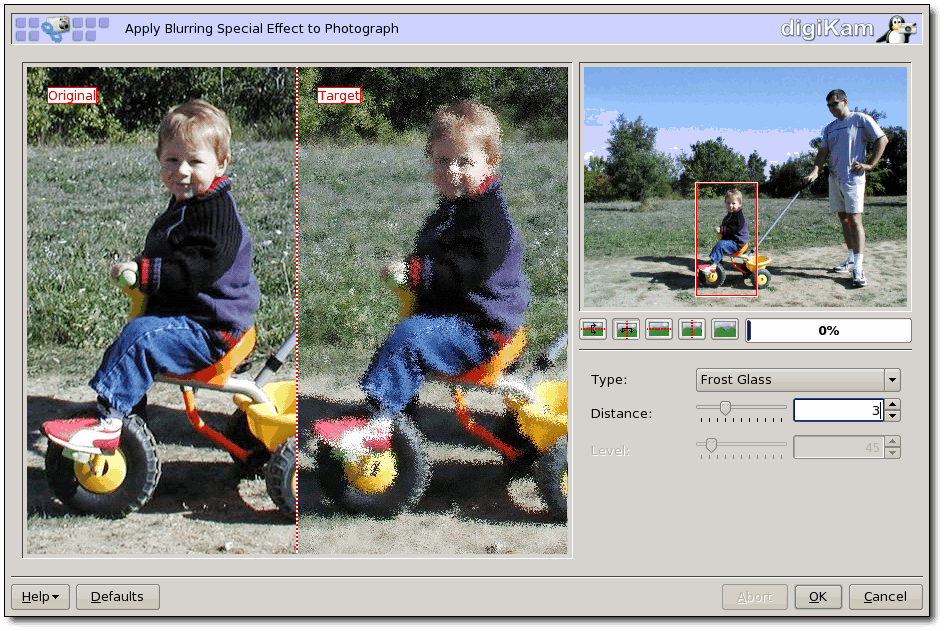 Apply Blurring Special Effect to Photograph
digiKam
Original
Target
0%
Type:
Frost Glass
Distance:
3
Level:
45
Help
Defaults
Abort
OK
Cancel